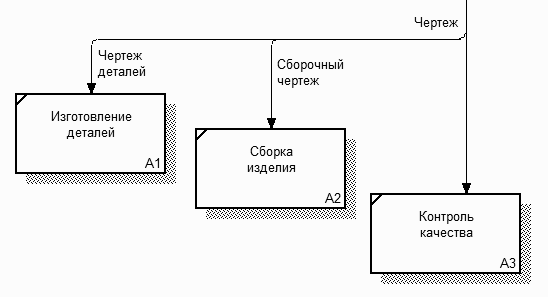 Чертеж
Чертеж
деталей
Сборочный
чертеж
Изготовление
деталей
A1
Сборка
изделия
A2
Контроль
качества
A3